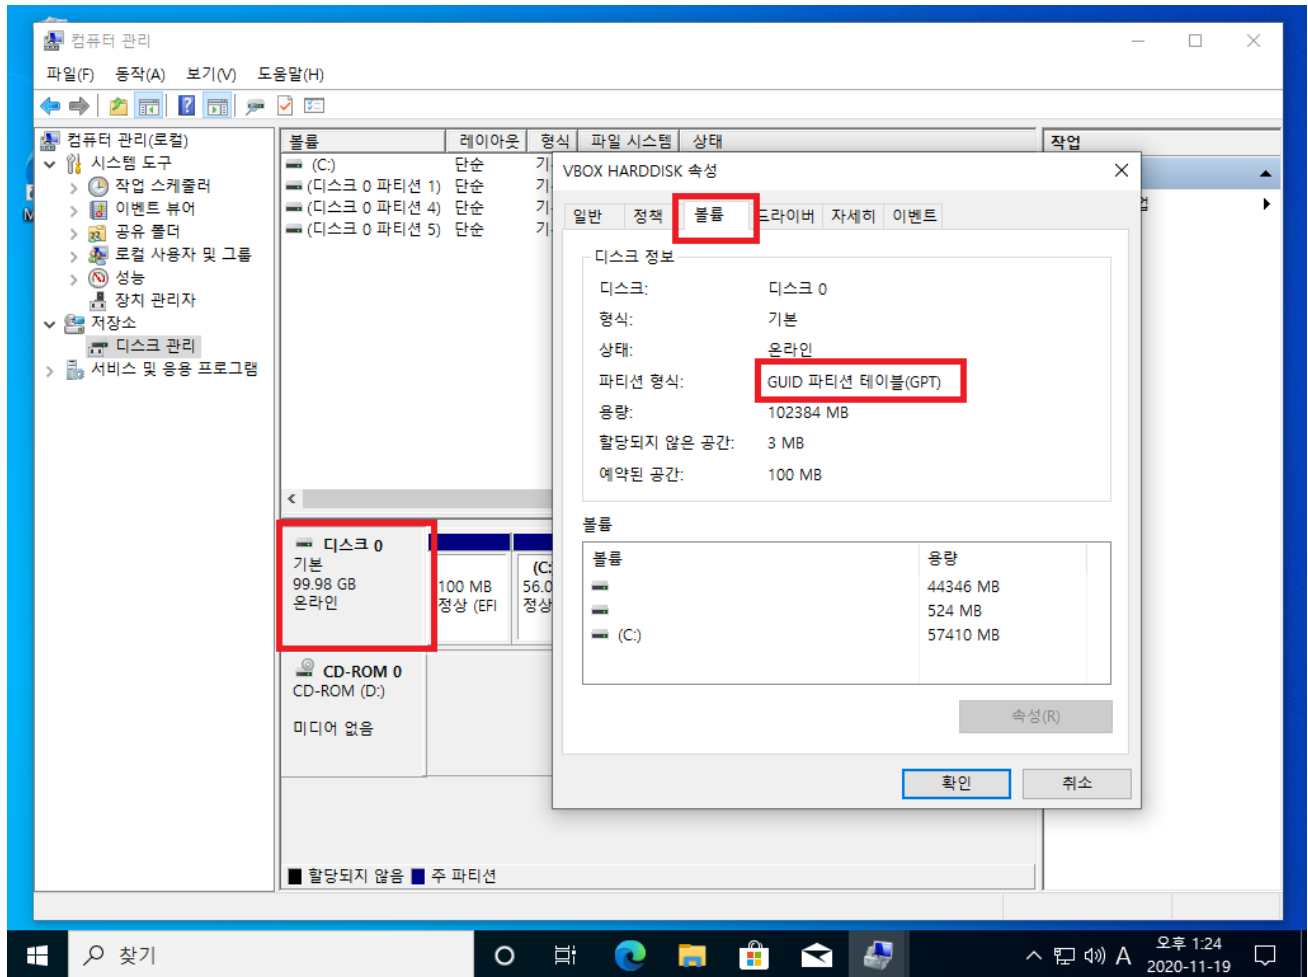 컴퓨터 관리
파일(F) 동작(A) 보기(V) 도움말(H)
컴퓨터 관리(로컬)
시스템 도구
작업 스케줄러
이벤트 뷰어
공유 폴더
로컬 사용자 및 그룹
성능
장치 관리자
저장소
디스크 관리
서비스 및 응용 프로그램
볼륨 레이아웃 형식 파일 시스템 상태
(C:) 단순
(디스크 0 파티션 1) 단순
(디스크 0 파티션 4) 단순
(디스크 0 파티션 5) 단순
작업
VBOX HARDDISK 속성
일반 정책 볼륨 드라이버 자세히 이벤트
디스크 정보
디스크: 디스크 0
형식: 기본
상태: 온라인
파티션 형식: GUID 파티션 테이블(GPT)
용량: 102384 MB
할당되지 않은 공간: 3 MB
예약된 공간: 100 MB
볼륨
볼륨 용량
44346 MB
524 MB
(C:) 57410 MB
속성(R)
확인 취소
디스크 0
기본
99.98 GB
온라인
100 MB
정상 (EFI
(C:
56.0
정상
CD-ROM 0
CD-ROM (D:)
미디어 없음
할당되지 않음 주 파티션
찾기
A
오후 1:24
2020-11-19